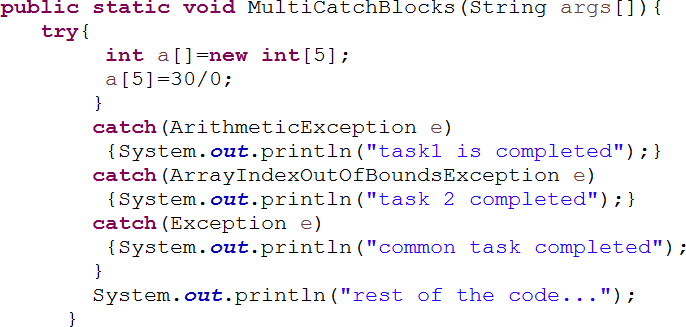 public static void MultiCatchBlocks(String args[]){
try{
int a[]=new int[5];
a[5]=30/0;
}
catch(ArithmeticException e)
{System.out.println("task1 is completed");}
catch(ArrayIndexOutOfBoundsException e)
{System.out.println("task 2 completed");}
catch(Exception e)
{System.out.println("common task completed");
}
System.out.println("rest of the code...");
}